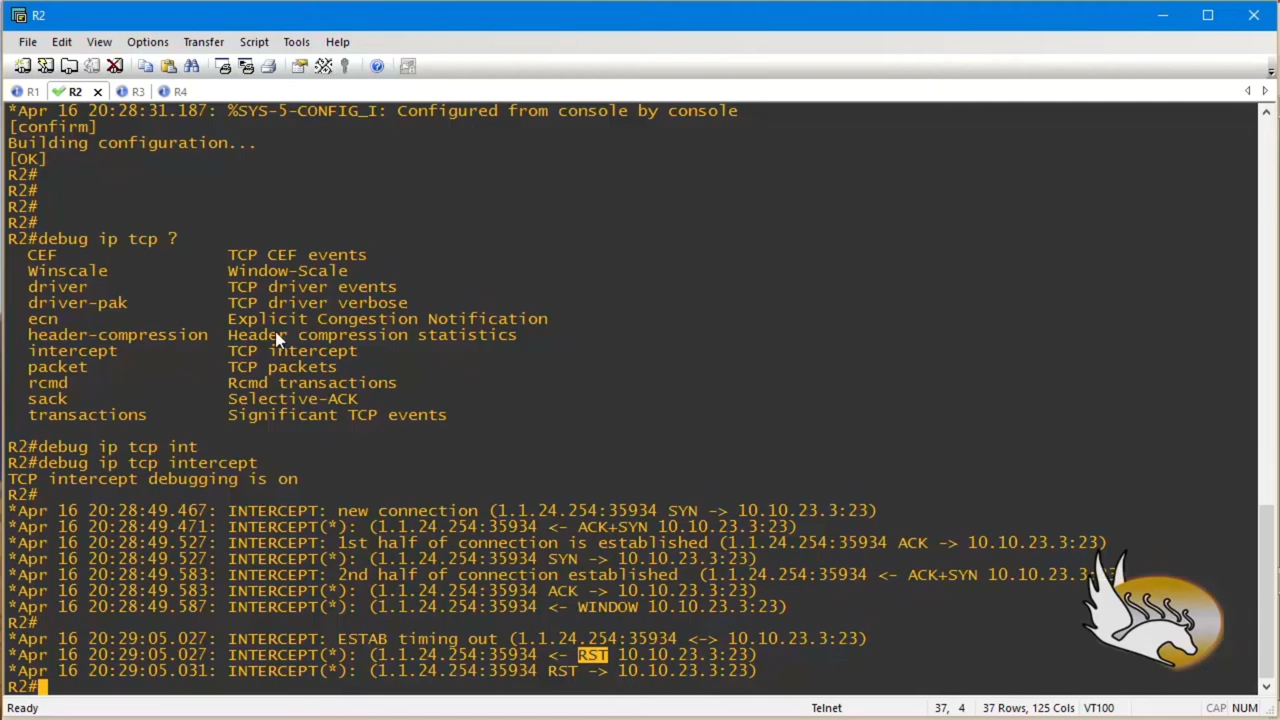 R2
File Edit View Options Transfer Script Tools Help
R1 R2 x R3 R4
*Apr 16 20:28:31.187: %SYS-5-CONFIG_I: Configured from console by console
[confirm]
Building configuration...
[OK]
R2#
R2#
R2#
R2#
R2#debug ip tcp ?
CEF TCP CEF events
Winscale Window-Scale
driver TCP driver events
driver-pak TCP driver verbose
ecn Explicit Congestion Notification
header-compression Header compression statistics
intercept TCP intercept
packet TCP packets
rcmd Rcmd transactions
sack Selective-ACK
transactions Significant TCP events
R2#debug ip tcp int
R2#debug ip tcp intercept
TCP intercept debugging is on
R2#
*Apr 16 20:28:49.467: INTERCEPT: new connection (1.1.24.254:35934 SYN -> 10.10.23.3:23)
*Apr 16 20:28:49.471: INTERCEPT(*): (1.1.24.254:35934 <- ACK+SYN 10.10.23.3:23)
*Apr 16 20:28:49.527: INTERCEPT: 1st half of connection is established (1.1.24.254:35934 ACK -> 10.10.23.3:23)
*Apr 16 20:28:49.527: INTERCEPT(*): (1.1.24.254:35934 SYN -> 10.10.23.3:23)
*Apr 16 20:28:49.583: INTERCEPT: 2nd half of connection established (1.1.24.254:35934 <- ACK+SYN 10.10.23.3:23)
*Apr 16 20:28:49.583: INTERCEPT(*): (1.1.24.254:35934 ACK -> 10.10.23.3:23)
*Apr 16 20:28:49.587: INTERCEPT(*): (1.1.24.254:35934 <- WINDOW 10.10.23.3:23)
R2#
*Apr 16 20:29:05.027: INTERCEPT: ESTAB timing out (1.1.24.254:35934 <-> 10.10.23.3:23)
*Apr 16 20:29:05.027: INTERCEPT(*): (1.1.24.254:35934 <- RST 10.10.23.3:23)
*Apr 16 20:29:05.031: INTERCEPT(*): (1.1.24.254:35934 RST -> 10.10.23.3:23)
R2#
Ready Telnet 37, 4 37 Rows, 125 Cols VT100 CAP NUM